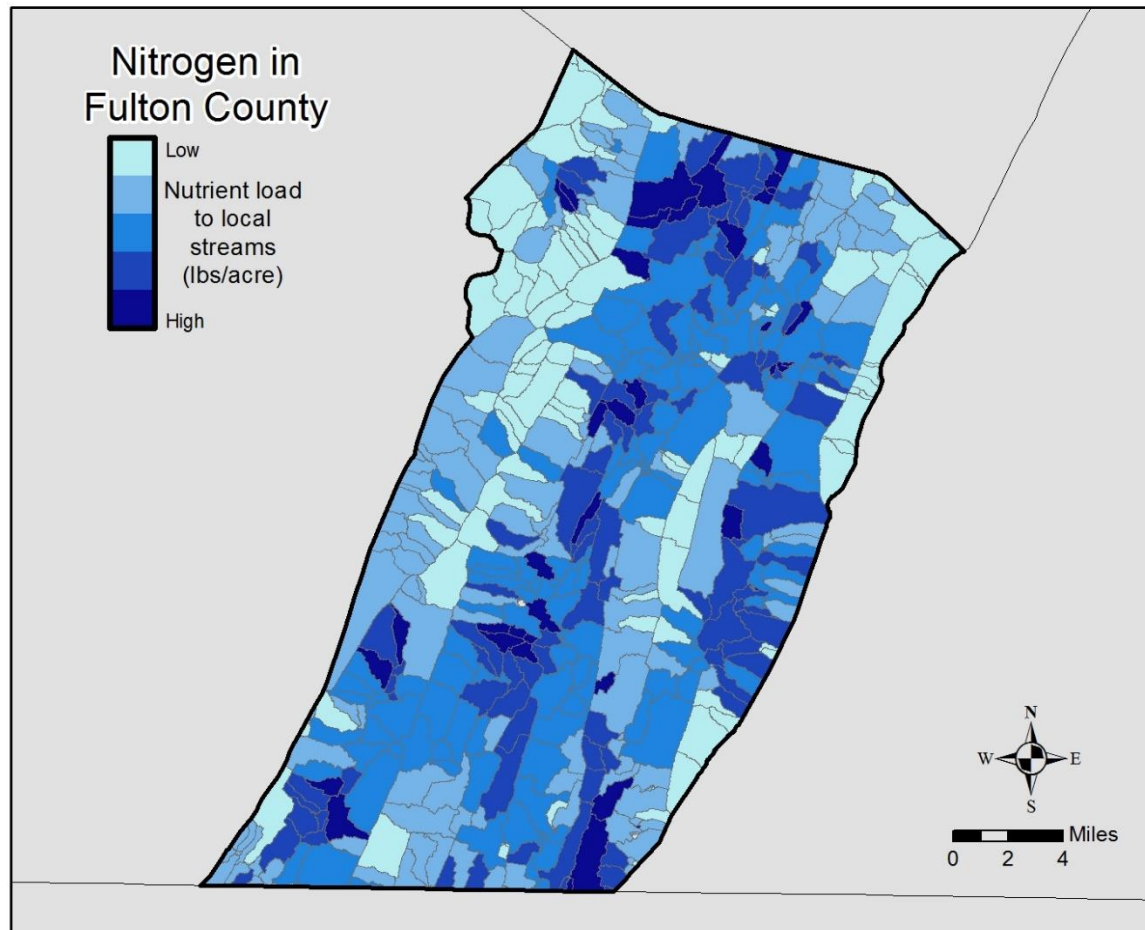 Nitrogen in
Fulton County
Low
Nutrient load
to local
streams
(lbs/acre)
High
N
W E
S
Miles
0 2 4